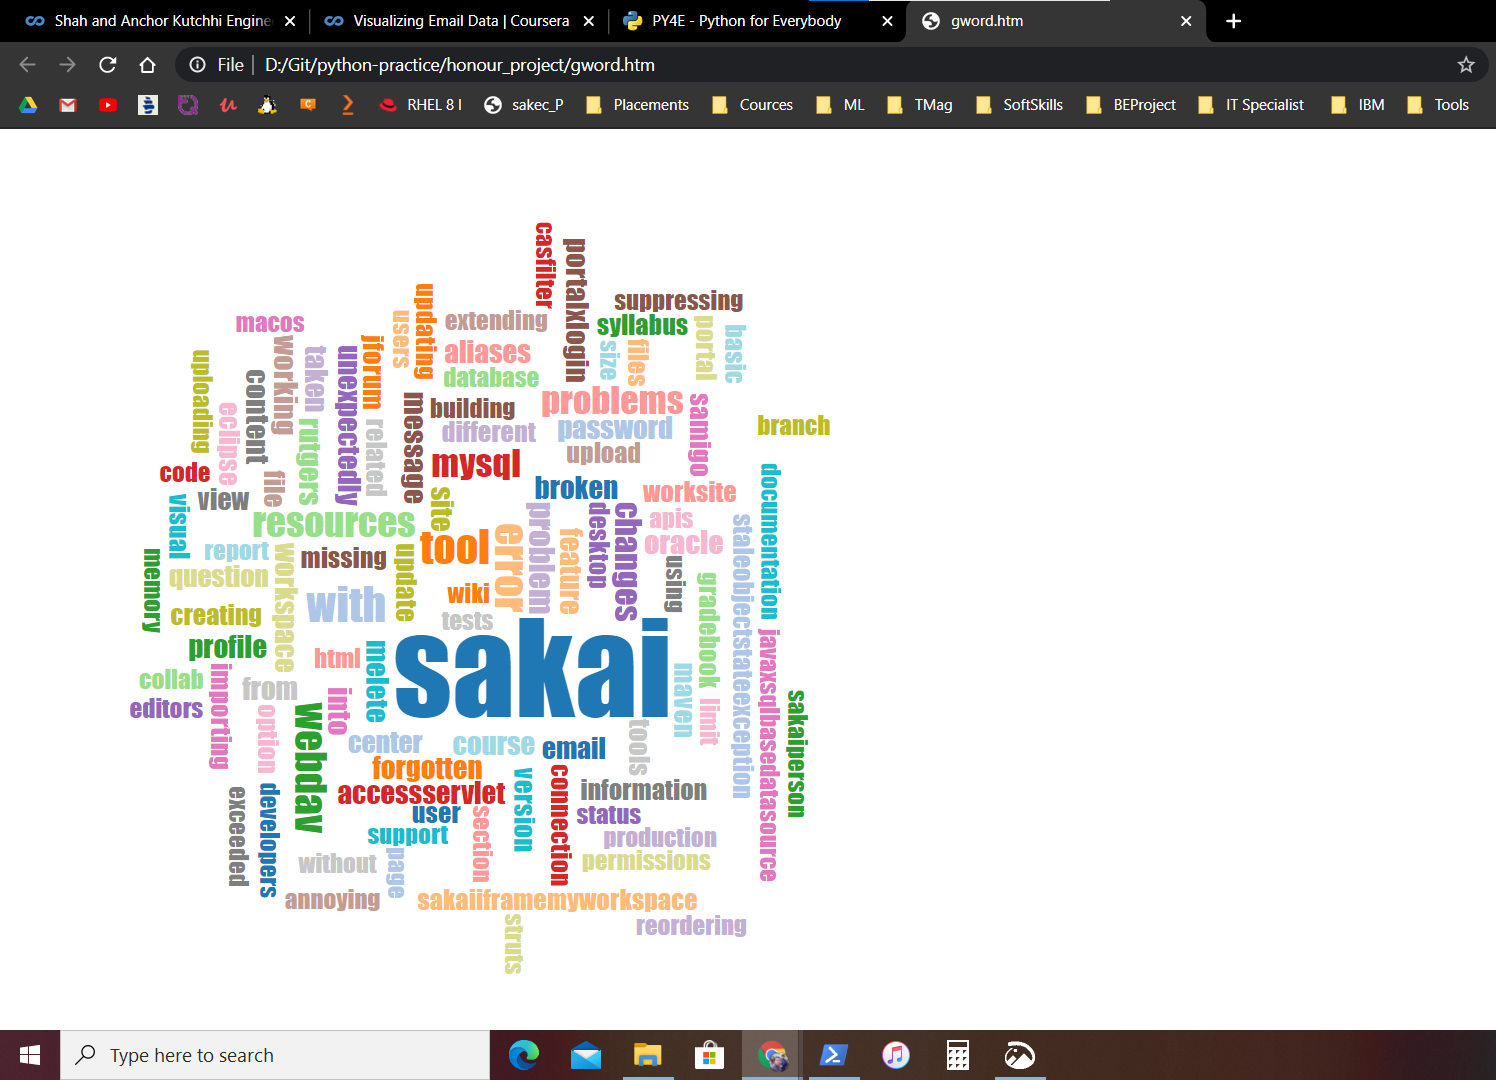 Shah and Anchor Kutchhi Engine
Visualizing Email Data | Coursera
PY4E - Python for Everybody
gword.htm
File
D:/Git/python-practice/honour_project/gword.htm
RHEL 8 I
sakec_P
Placements
Cources
ML
TMag
SoftSkills
BEProject
IT Specialist
IBM
Tools
casfilter
portalxlogin
suppressing
updating
users
extending
syllabus
macos
portal
basic
working
jforum
size
files
aliases
taken
unexpectedly
uploading
content
database
message
problems
samigo
building
eclipse
branch
rutgers
related
different
password
upload
mysql
code
file
documentation
view
site
broken
worksite
visual
resources
problem
desktop
changes
apis
staleobjectstateexception
error
tool
feature
oracle
report
workspace
missing
update
memory
using
question
gradebook
with
wiki
creating
tests
sakai
javaxsqlbasedatasource
profile
html
melete
collab
importing
from
maven
sakaiperson
editors
into
limit
option
webdav
tools
center
course
email
forgotten
version
connection
accessservlet
information
developers
exceeded
user
section
status
support
production
without
page
permissions
annoying
sakaiiframemyworkspace
struts
reordering
Type here to search